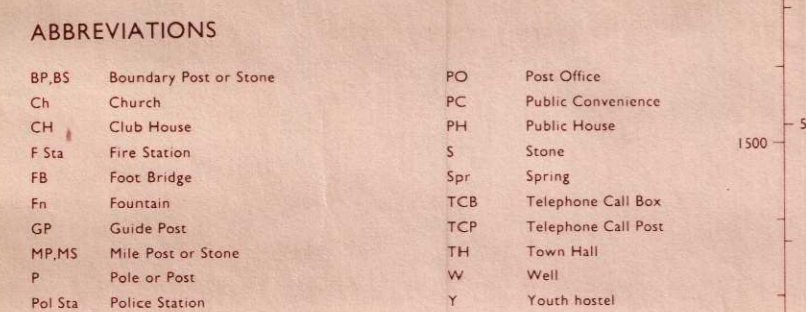 ABBREVIATIONS
BP,BS Boundary Post or Stone
Ch Church
CH Club House
F Sta Fire Station
FB Foot Bridge
Fn Fountain
GP Guide Post
MP,MS Mile Post or Stone
P Pole or Post
Pol Sta Police Station
PO Post Office
PC Public Convenience
PH Public House
S Stone
Spr Spring
TCB Telephone Call Box
TCP Telephone Call Post
TH Town Hall
W Well
Y Youth hostel
1500
5